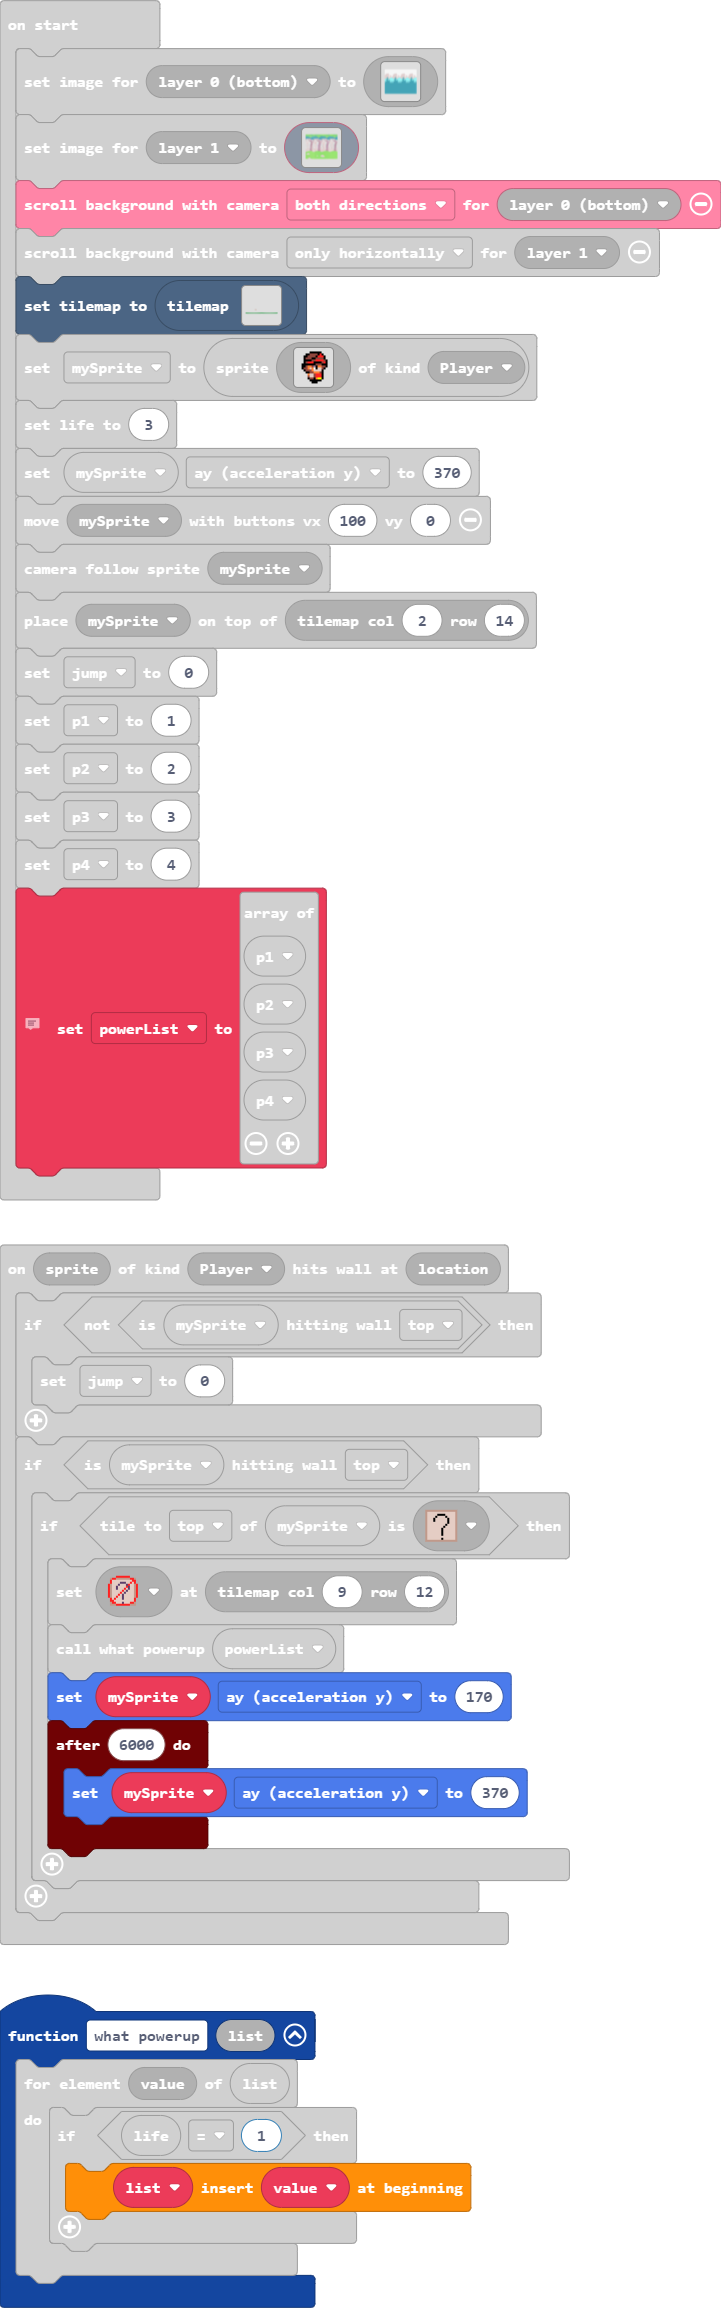 on start
set image for layer 0 (bottom) to
set image for layer 1 to
scroll background with camera both directions for layer 0 (bottom)
scroll background with camera only horizontally for layer 1
set tilemap to tilemap
set mySprite to sprite of kind Player
set life to 3
set mySprite ay (acceleration y) to 370
move mySprite with buttons vx 100 vy 0
camera follow sprite mySprite
place mySprite on top of tilemap col 2 row 14
set jump to 0
set p1 to 1
set p2 to 2
set p3 to 3
set p4 to 4
array of
p1
p2
set powerList to
p3
p4
on sprite of kind Player hits wall at location
if not is mySprite hitting wall top then
set jump to 0
if is mySprite hitting wall top then
if tile to top of mySprite is ? then
set ? at tilemap col 9 row 12
call what powerup powerList
set mySprite ay (acceleration y) to 170
after 6000 do
set mySprite ay (acceleration y) to 370
function what powerup list
for element value of list
do
if life = 1 then
list insert value at beginning